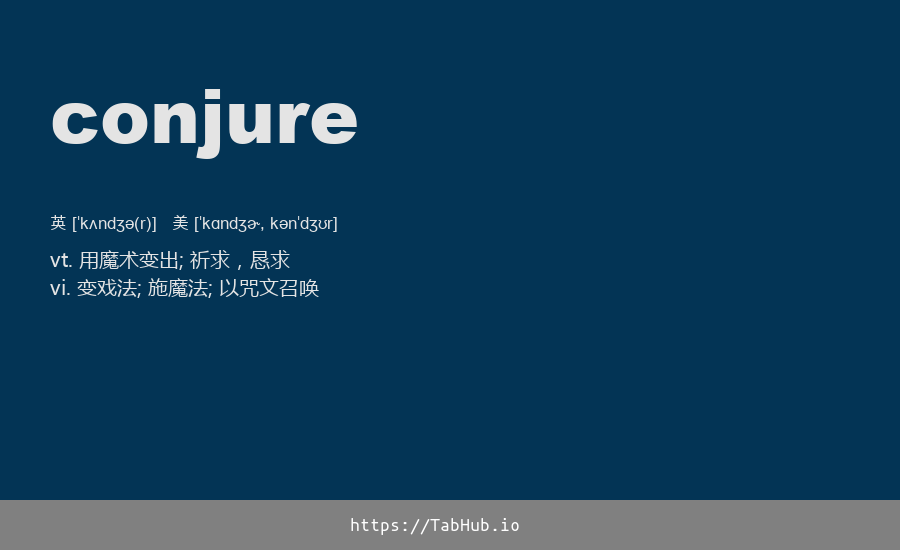 conjure
英 [ˈkʌndʒə(r)] 美 [ˈkɑndʒɚ, kənˈdʒʊr]
vt. 用魔术变出; 祈求，恳求
vi. 变戏法; 施魔法; 以咒文召唤
https://TabHub.io